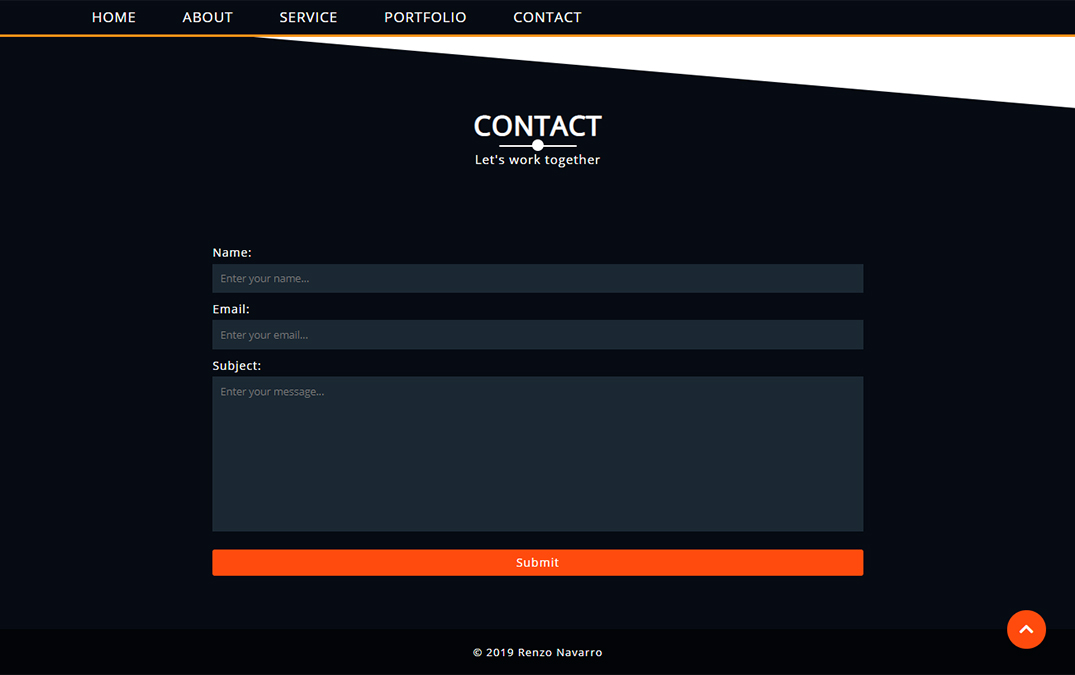 HOME ABOUT SERVICE PORTFOLIO CONTACT
CONTACT
Let's work together
Name:
Enter your name...
Email:
Enter your email...
Subject:
Enter your message...
Submit
© 2019 Renzo Navarro